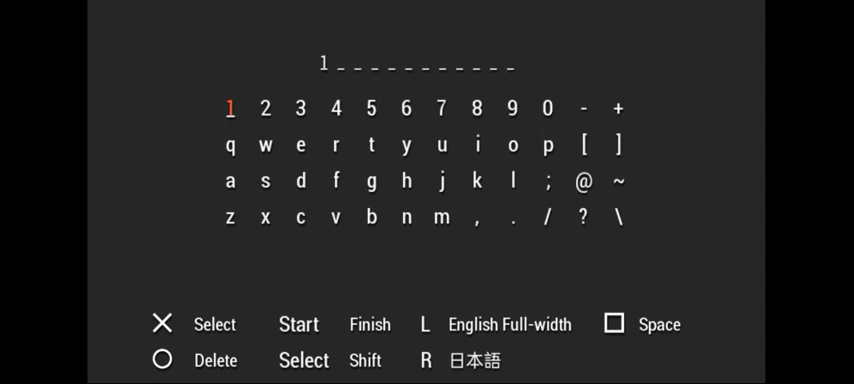 1___________
1 2 3 4 5 6 7 8 9 0 - +
q w e r t y u i o p [ ]
a s d f g h j k l ; @ ~
z x c v b n m , . / ? \
Select Start Finish L English Full-width Space
Delete Select Shift R 日本語